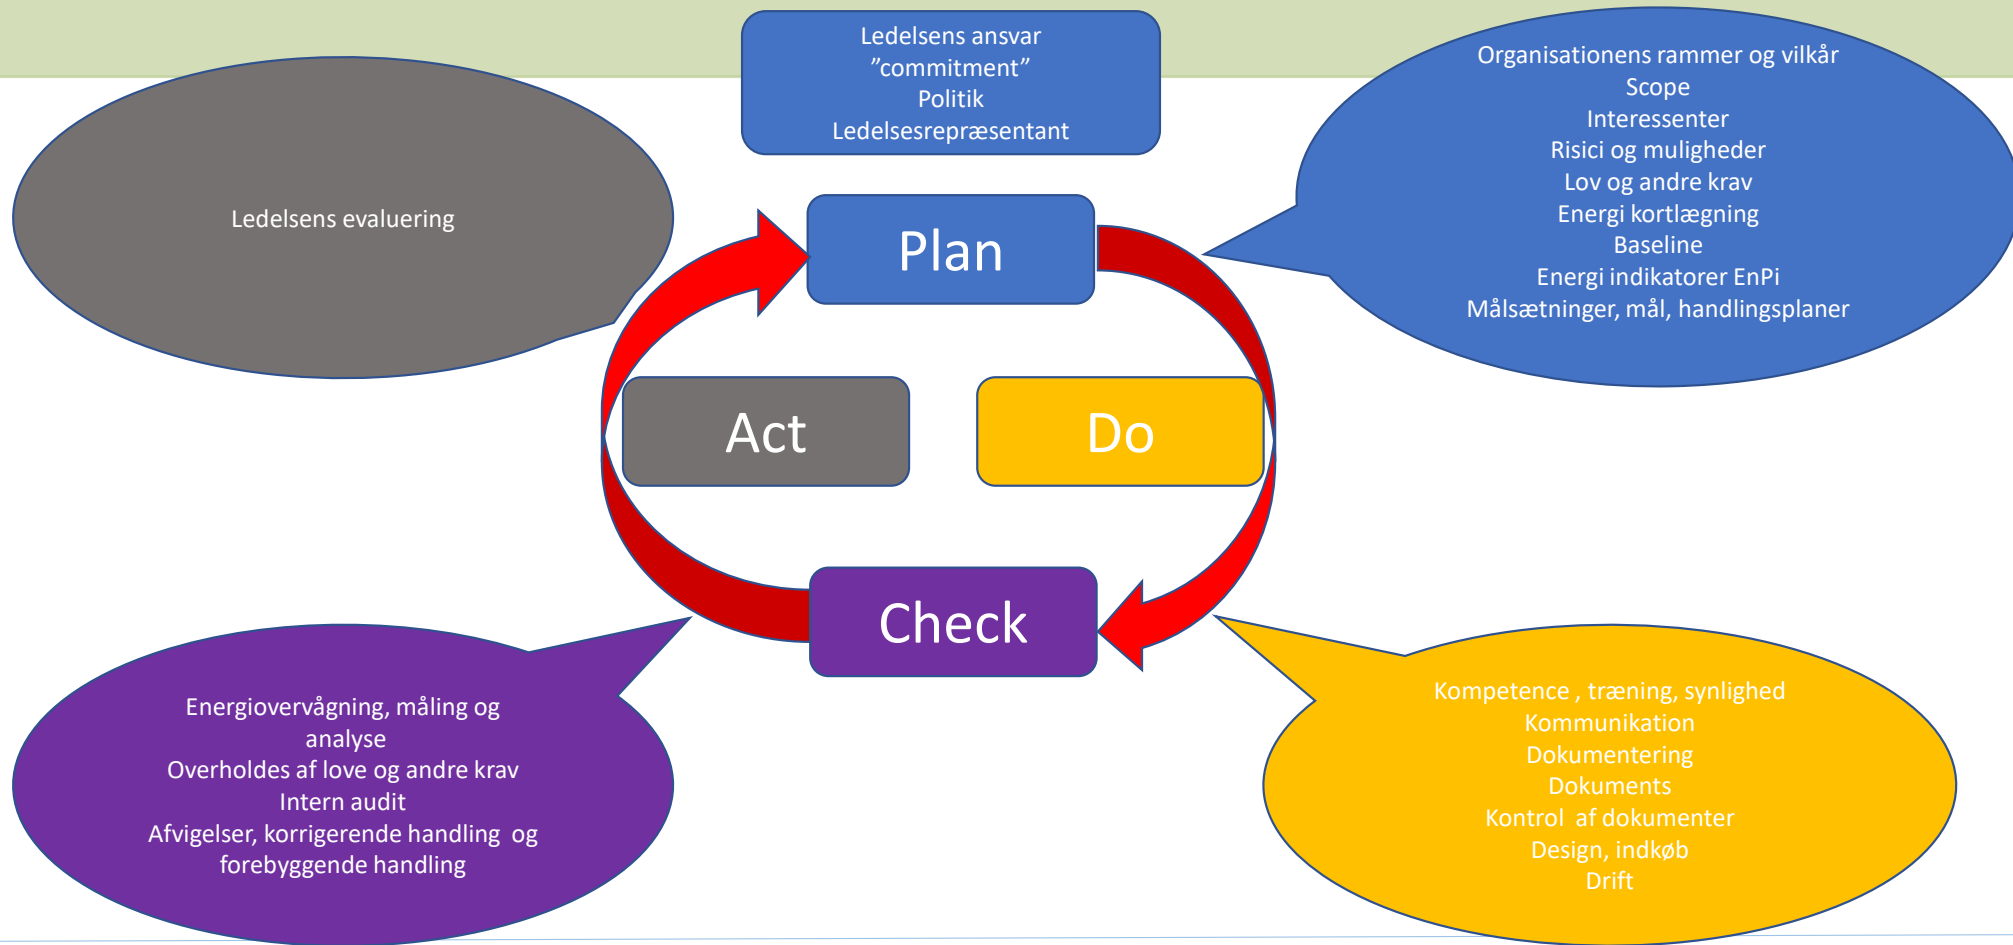 Ledelsens ansvar
”commitment”
Politik
Ledelsesrepræsentant
Organisationens rammer og vilkår
Scope
Interessenter
Risici og muligheder
Lov og andre krav
Energi kortlægning
Baseline
Energi indikatorer EnPi
Målsætninger, mål, handlingsplaner
Ledelsens evaluering
Plan
Act
Do
Check
Energiovervågning, måling og
analyse
Overholdes af love og andre krav
Intern audit
Afvigelser, korrigerende handling og
forebyggende handling
Kompetence , træning, synlighed
Kommunikation
Dokumentering
Dokuments
Kontrol af dokumenter
Design, indkøb
Drift